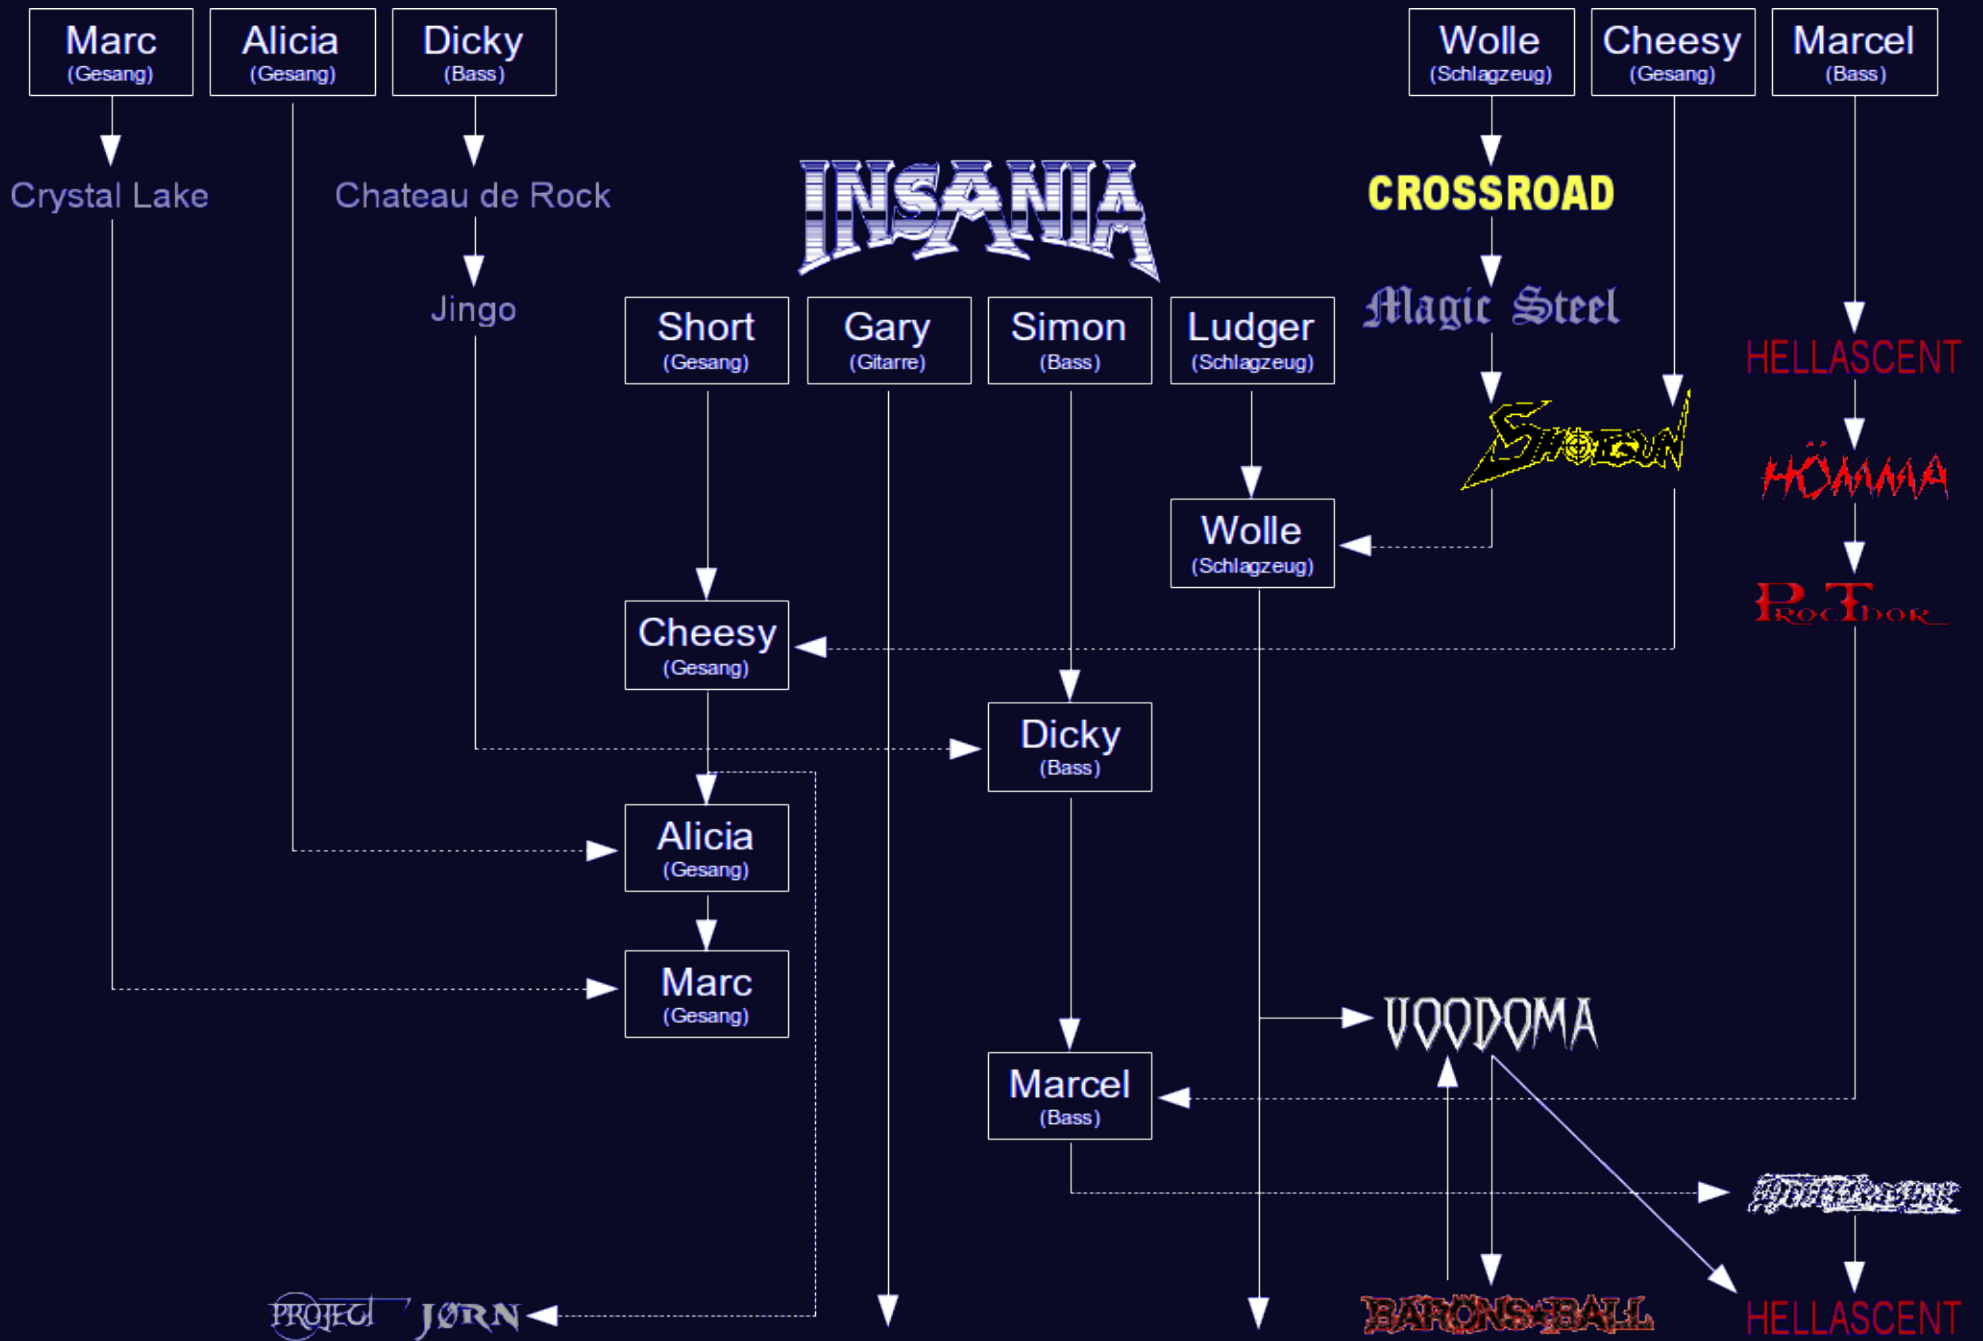 Marc
(Gesang)
Alicia
(Gesang)
Dicky
(Bass)
Wolle
(Schlagzeug)
Cheesy
(Gesang)
Marcel
(Bass)
Crystal Lake
Chateau de Rock
INSANIA
CROSSROAD
Jingo
Magic Steel
Short
(Gesang)
Gary
(Gitarre)
Simon
(Bass)
Ludger
(Schlagzeug)
HELLASCENT
SHOTGUN
HÖMMA
Wolle
(Schlagzeug)
PROCTHOR
Cheesy
(Gesang)
Dicky
(Bass)
Alicia
(Gesang)
Marc
(Gesang)
VOODOMA
Marcel
(Bass)
PROJECT JØRN
BARONS BALL
HELLASCENT